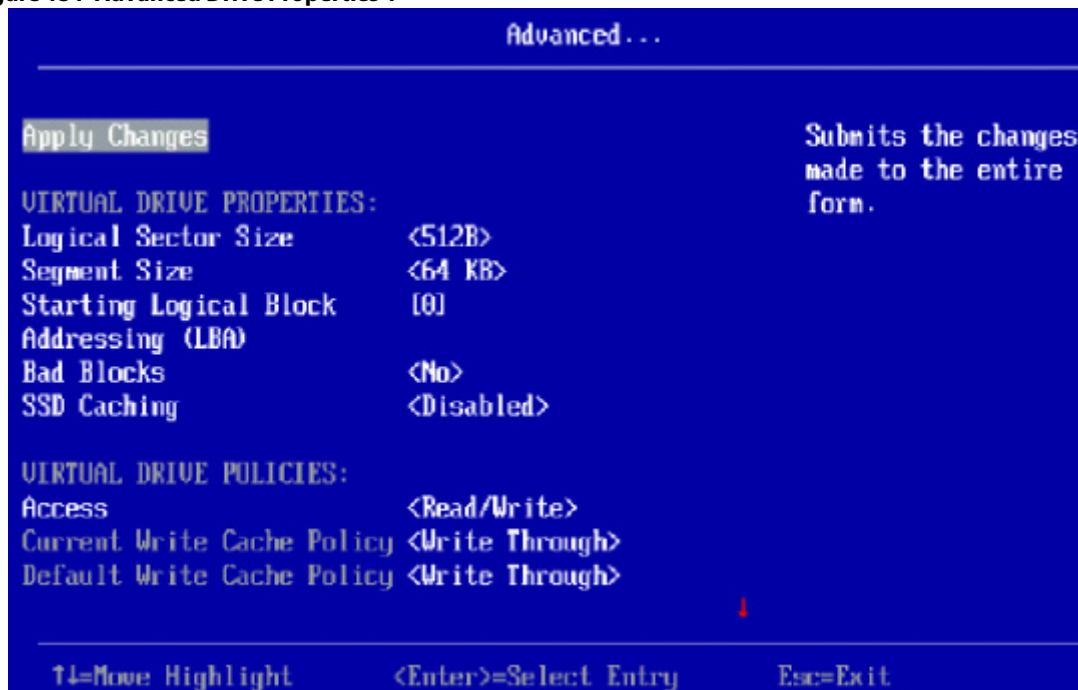 Advanced...
Apply Changes
Submits the changes
made to the entire
form.
VIRTUAL DRIVE PROPERTIES:
Logical Sector Size <512B>
Segment Size <64 KB>
Starting Logical Block [0]
Addressing (LBA)
Bad Blocks <No>
SSD Caching <Disabled>
VIRTUAL DRIVE POLICIES:
Access <Read/Write>
Current Write Cache Policy <Write Through>
Default Write Cache Policy <Write Through>
↓
↑↓=Move Highlight <Enter>=Select Entry Esc=Exit